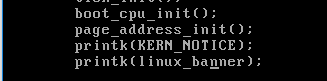 boot_cpu_init();
page_address_init();
printk(KERN_NOTICE);
printk(linux_banner);